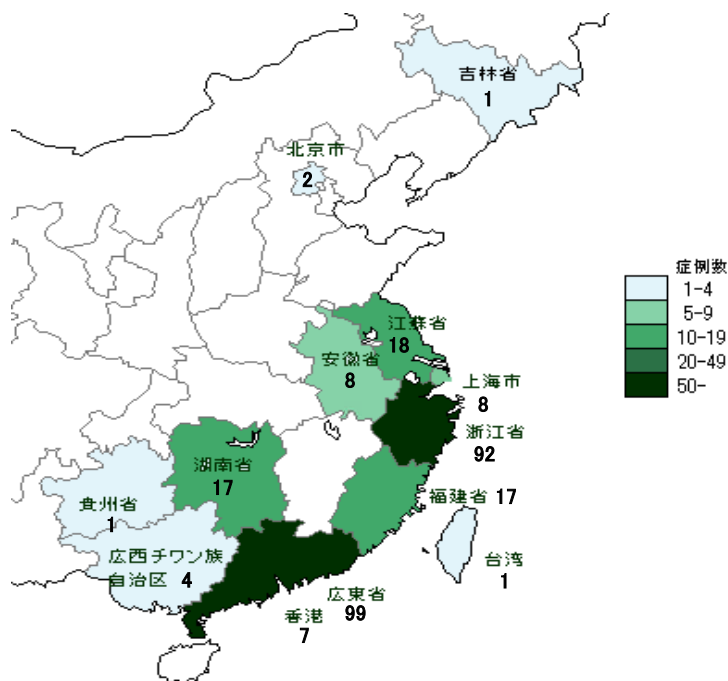 吉林省
1
北京市
2
症例数
1-4
5-9
10-19
20-49
50-
江蘇省
18
安徽省
8
上海市
8
浙江省
92
湖南省
17
福建省 17
貴州省
1
広西チワン族
自治区 4
台湾
1
広東省
99
香港
7